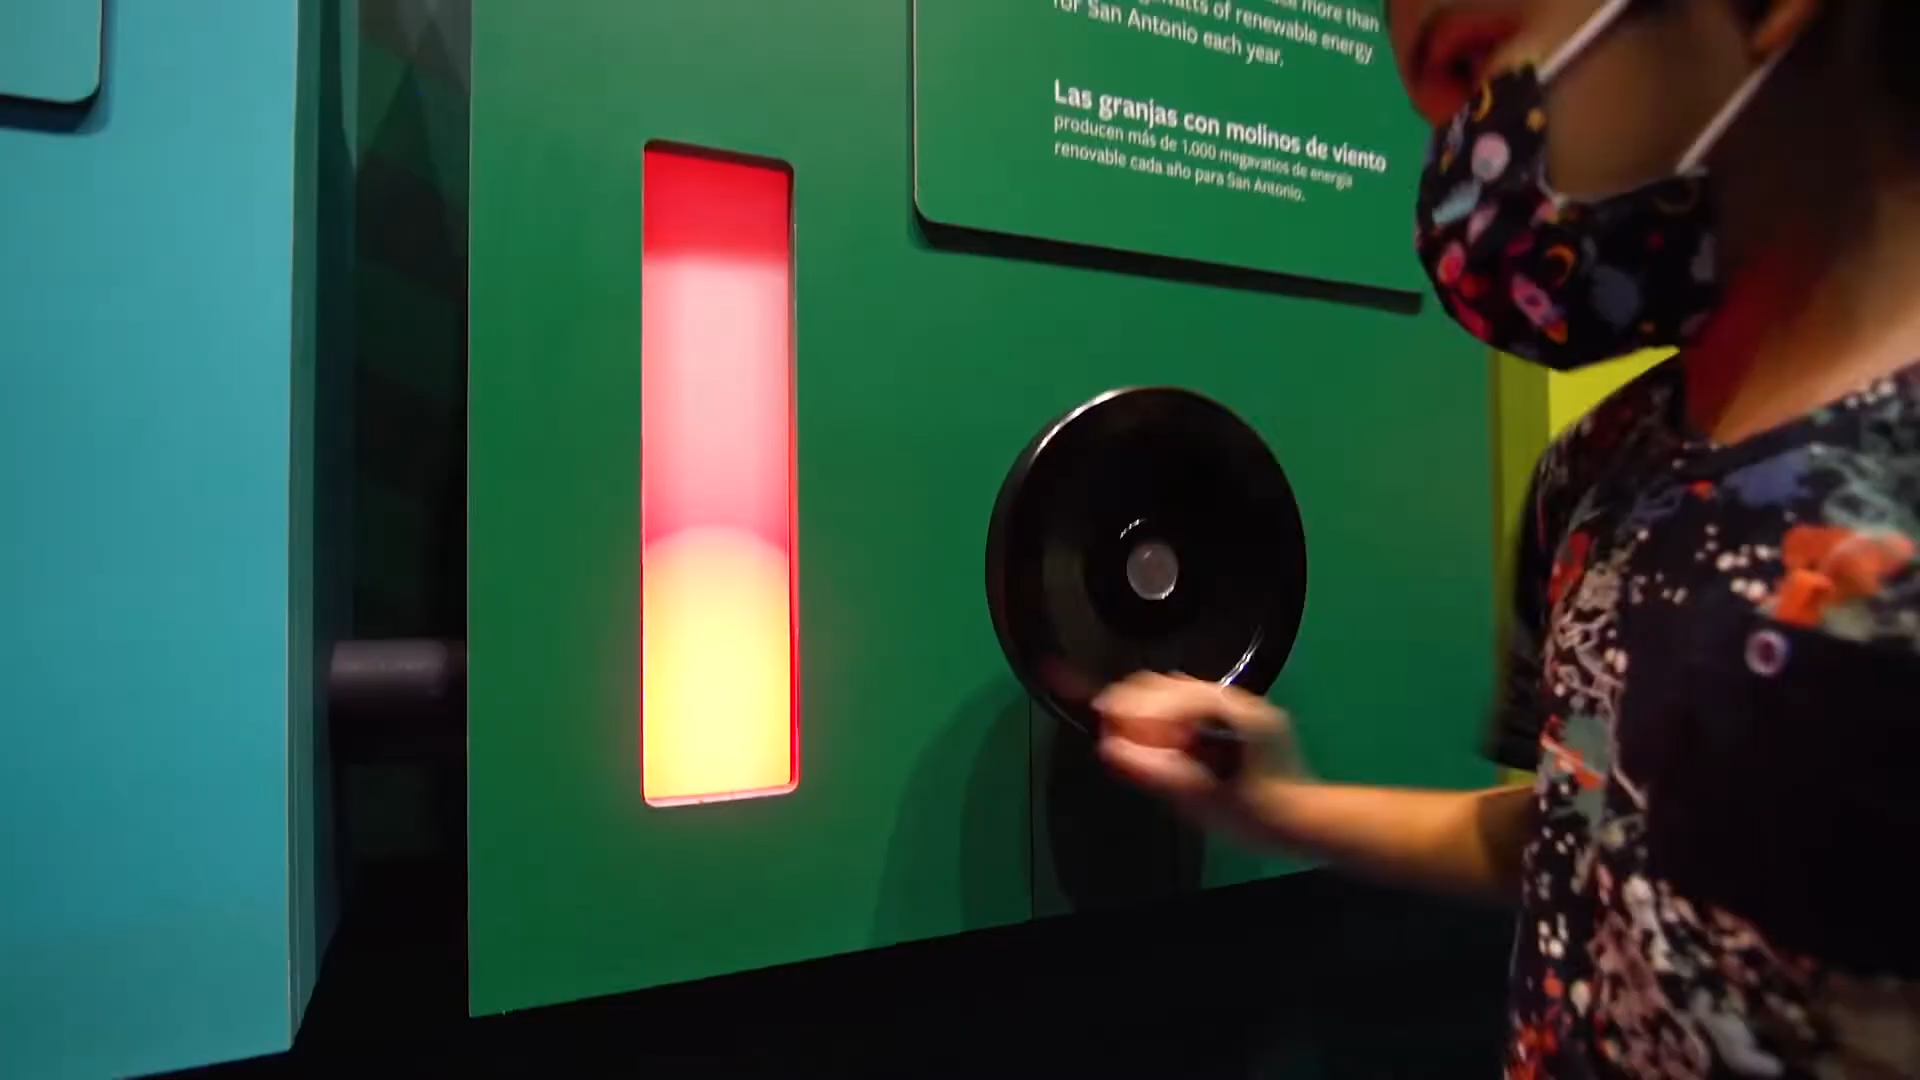 more than
watts of renewable energy
for San Antonio each year.
Las granjas con molinos de viento
producen más de 1,000 megavatios de energía
renovable cada año para San Antonio.